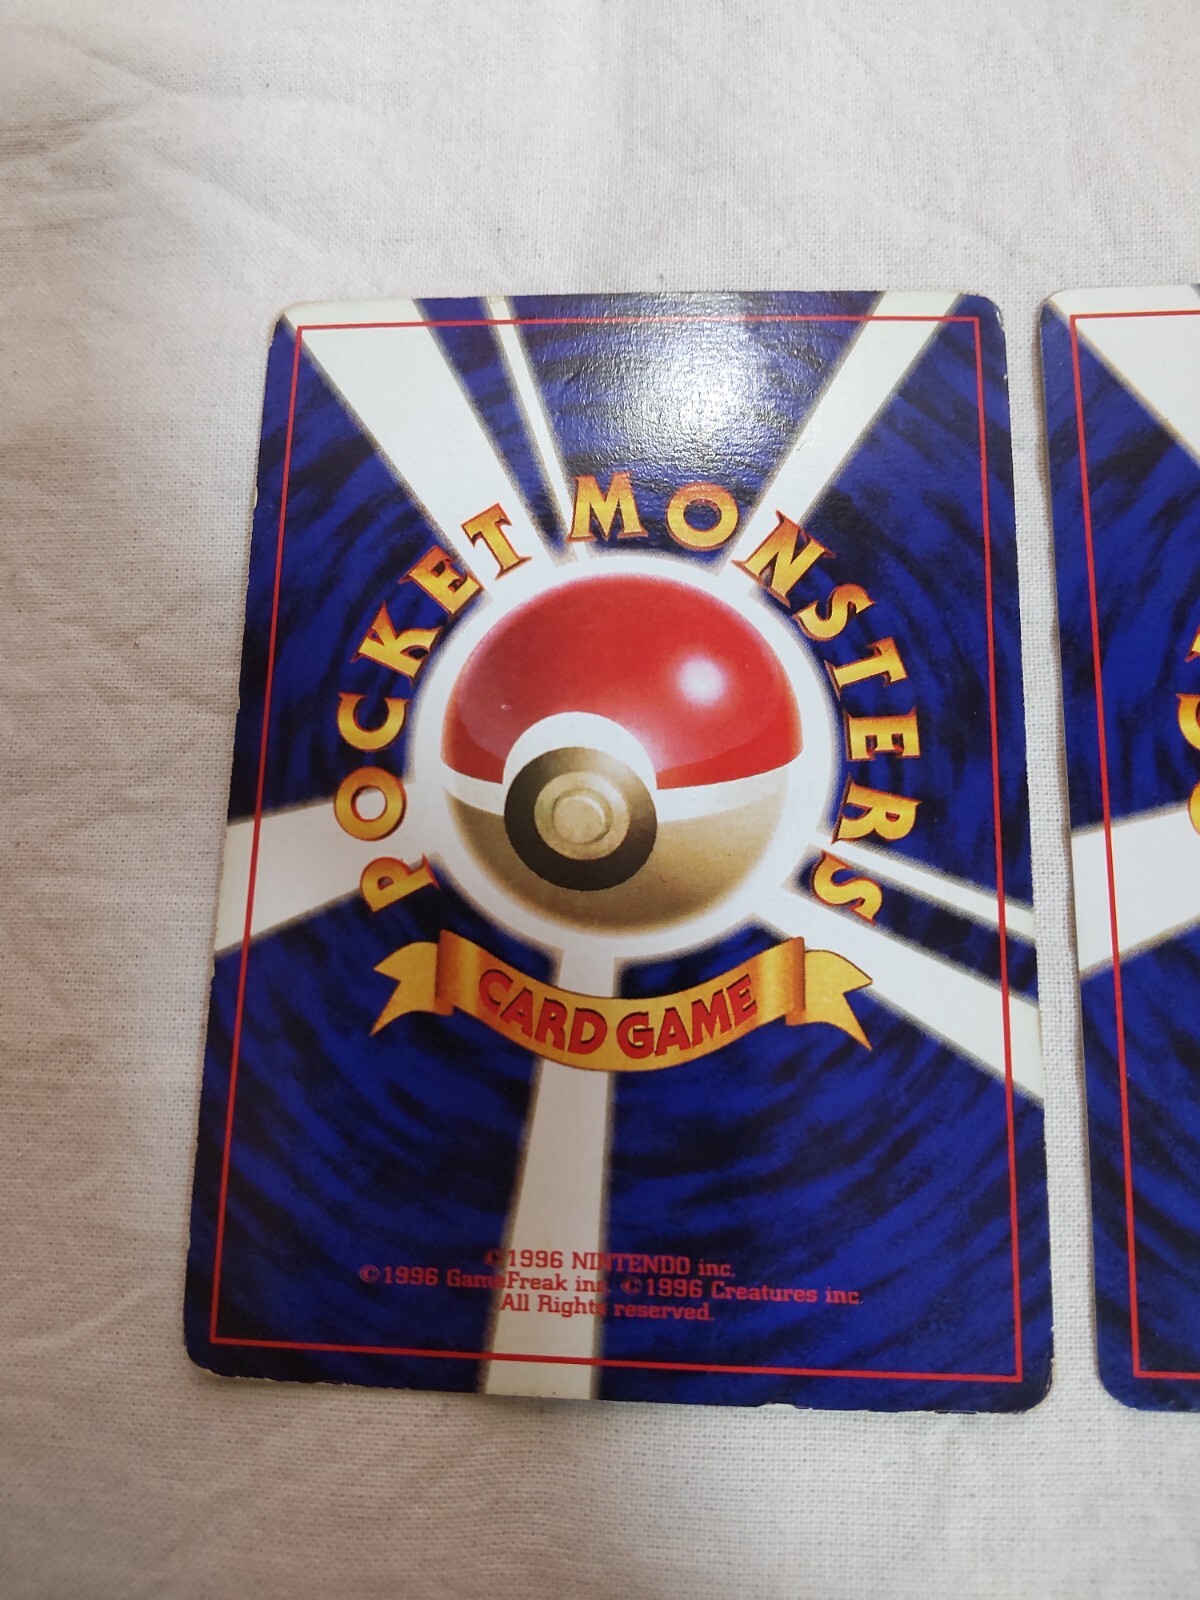 POCKET MONSTERS
CARD GAME
©1996 NINTENDO inc.
©1996 GameFreak inc. ©1996 Creatures inc.
All Rights reserved.